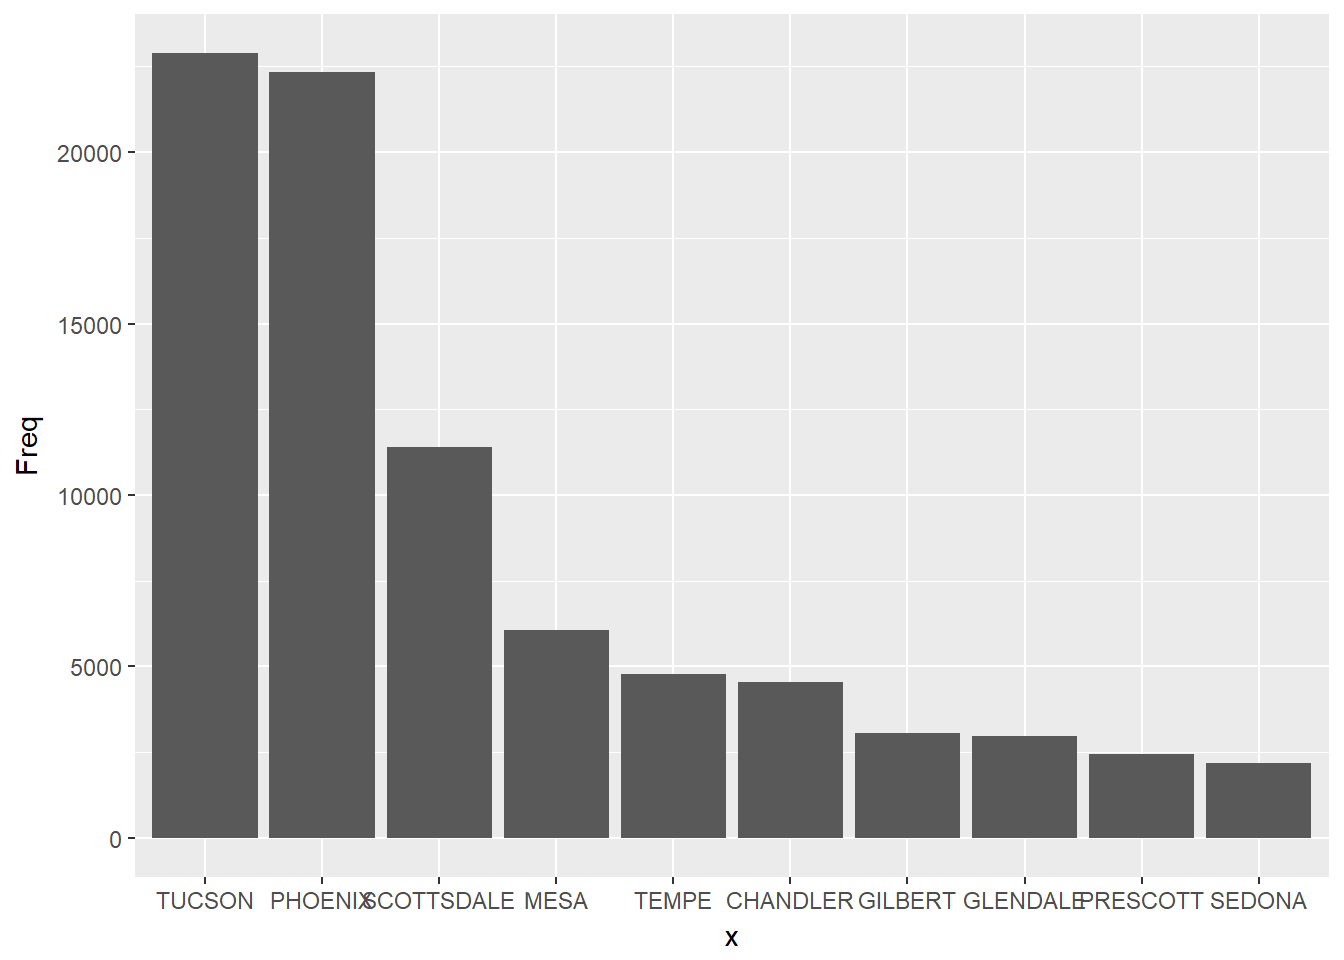 20000
15000
Freq
10000
5000
0
TUCSON PHOENIX SCOTTSDALE MESA TEMPE CHANDLER GILBERT GLENDALE PRESCOTT SEDONA
x